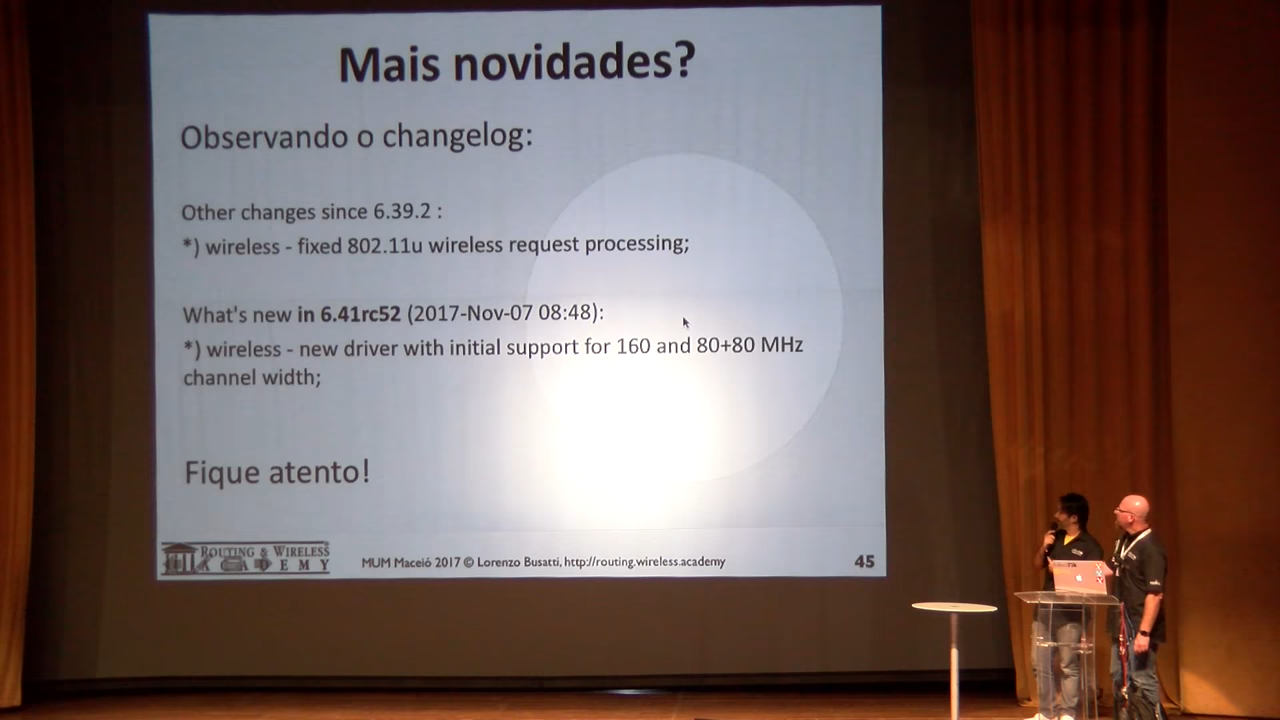 Mais novidades?
Observando o changelog:
Other changes since 6.39.2 :
*) wireless - fixed 802.11u wireless request processing;
What's new in 6.41rc52 (2017-Nov-07 08:48):
*) wireless - new driver with initial support for 160 and 80+80 MHz
channel width;
Fique atento!
ROUTING & WIRELESS
ACADEMY
MUM Maceió 2017 © Lorenzo Busatti, http://routing.wireless.academy
45